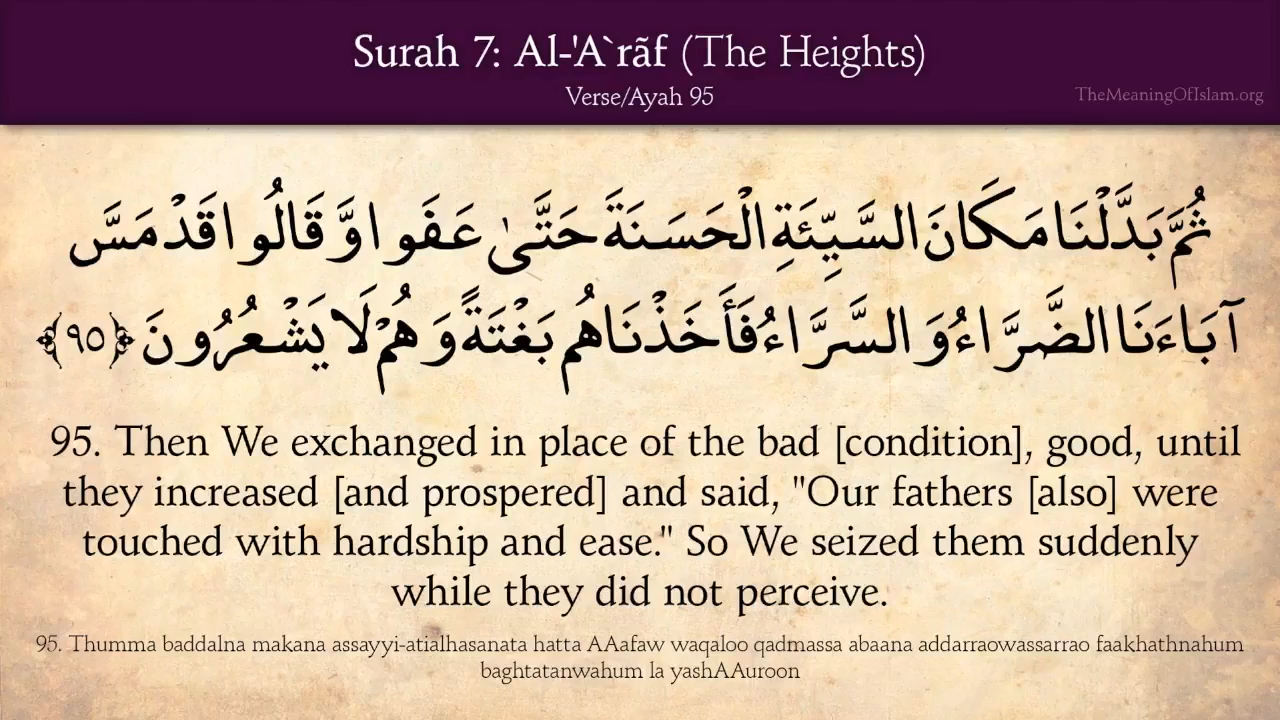 Surah 7: Al-'A`rãf (The Heights)
Verse/Ayah 95
TheMeaningOfIslam.org
ثُمَّ بَدَّلْنَا مَكَانَ السَّيِّئَةِ الْحَسَنَةَ حَتَّىٰ عَفَوا وَّقَالُوا قَدْ مَسَّ
آبَاءَنَا الضَّرَّاءُ وَالسَّرَّاءُ فَأَخَذْنَاهُم بَغْتَةً وَهُمْ لَا يَشْعُرُونَ ﴿٩٥﴾
95. Then We exchanged in place of the bad [condition], good, until
they increased [and prospered] and said, "Our fathers [also] were
touched with hardship and ease." So We seized them suddenly
while they did not perceive.
95. Thumma baddalna makana assayyi-atialhasanata hatta AAafaw waqaloo qadmassa abaana addarraowassarrao faakhathnahum
baghtatanwahum la yashAAuroon